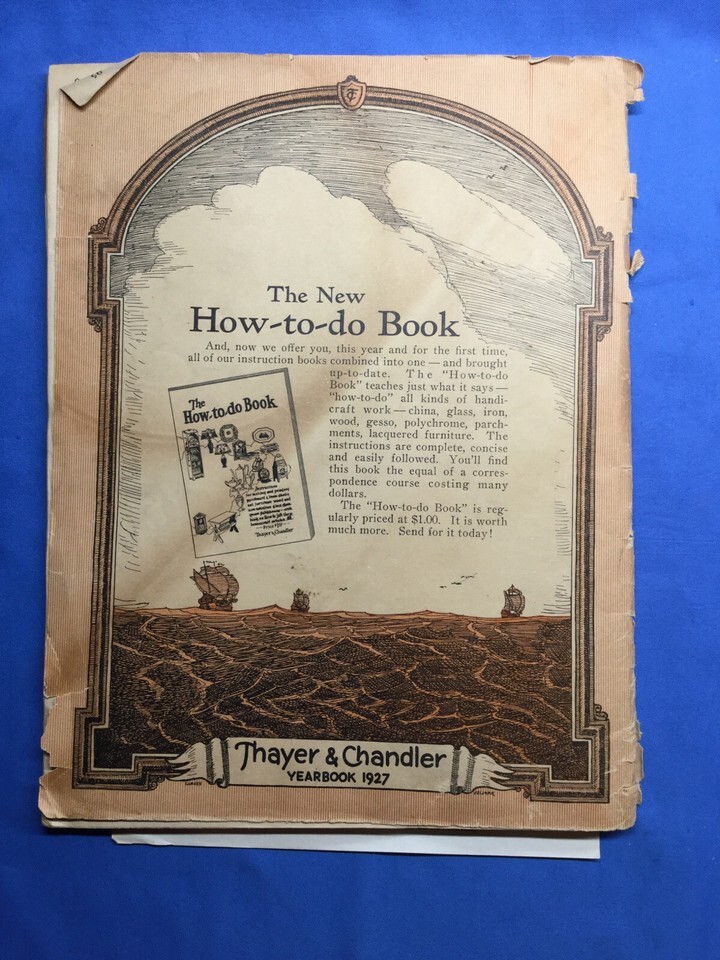 The New
How-to-do Book
And, now we offer you, this year and for the first time,
all of our instruction books combined into one — and brought
up-to-date. The "How-to-do
Book" teaches just what it says —
"how-to-do" all kinds of handi-
craft work — china, glass, iron,
wood, gesso, polychrome, parch-
ments, lacquered furniture. The
instructions are complete, concise
and easily followed. You'll find
this book the equal of a corres-
pondence course costing many
dollars.
The "How-to-do Book" is reg-
ularly priced at $1.00. It is worth
much more. Send for it today!
The
How-to-do Book
Instructions
Thayer & Chandler
Thayer & Chandler
YEARBOOK 1927